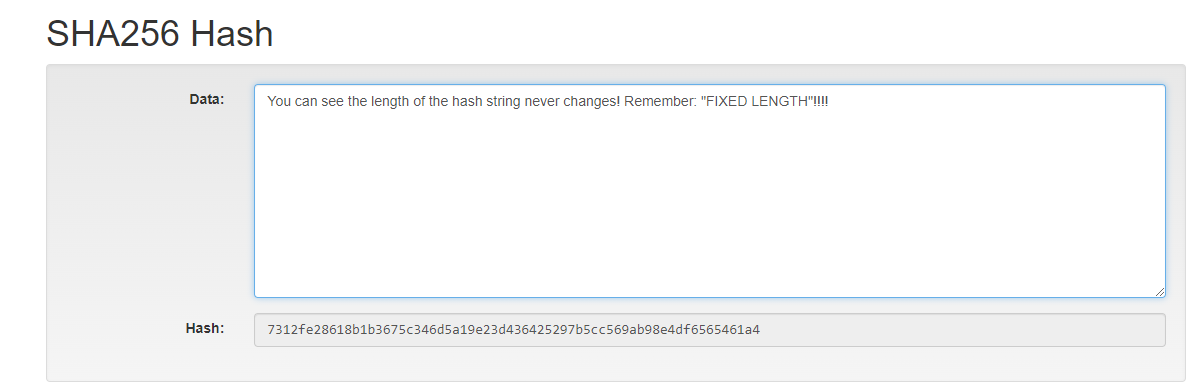 SHA256 Hash
Data:
You can see the length of the hash string never changes! Remember: "FIXED LENGTH"!!!!
Hash:
7312fe28618b1b3675c346d5a19e23d436425297b5cc569ab98e4df6565461a4